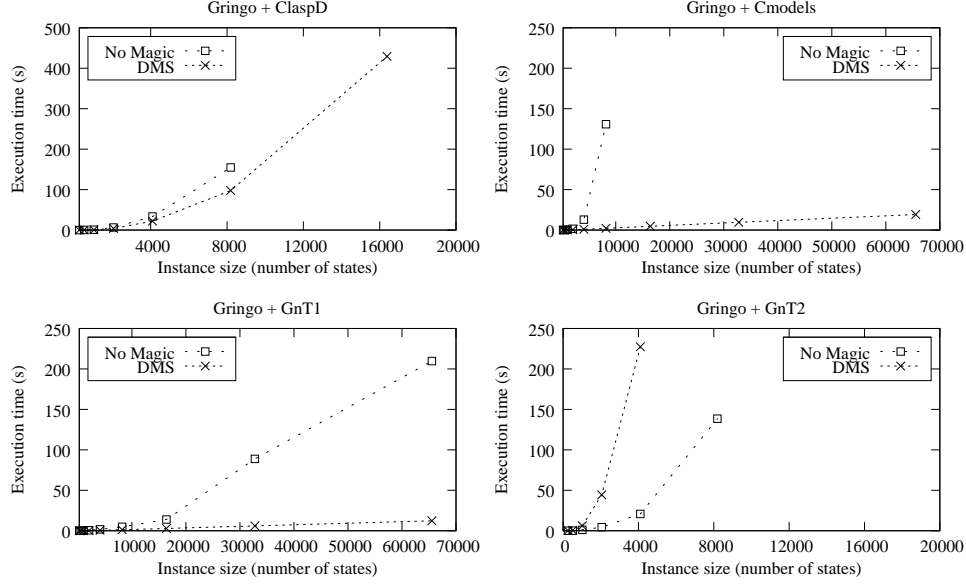 Gringo + ClaspD
Execution time (s)
500
400
300
200
100
0
No Magic
DMS
4000 8000 12000 16000 20000
Instance size (number of states)
Gringo + Cmodels
Execution time (s)
250
200
150
100
50
0
No Magic
DMS
10000 20000 30000 40000 50000 60000 70000
Instance size (number of states)
Gringo + GnT1
Execution time (s)
250
200
150
100
50
0
No Magic
DMS
10000 20000 30000 40000 50000 60000 70000
Instance size (number of states)
Gringo + GnT2
Execution time (s)
250
200
150
100
50
0
No Magic
DMS
0 4000 8000 12000 16000 20000
Instance size (number of states)